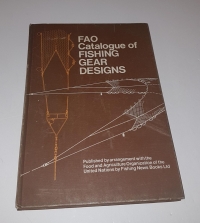 FAO
Catalogue of
FISHING
GEAR
DESIGNS
Published by arrangement with the
Food and Agriculture Organization of the
United Nations by Fishing News Books Ltd